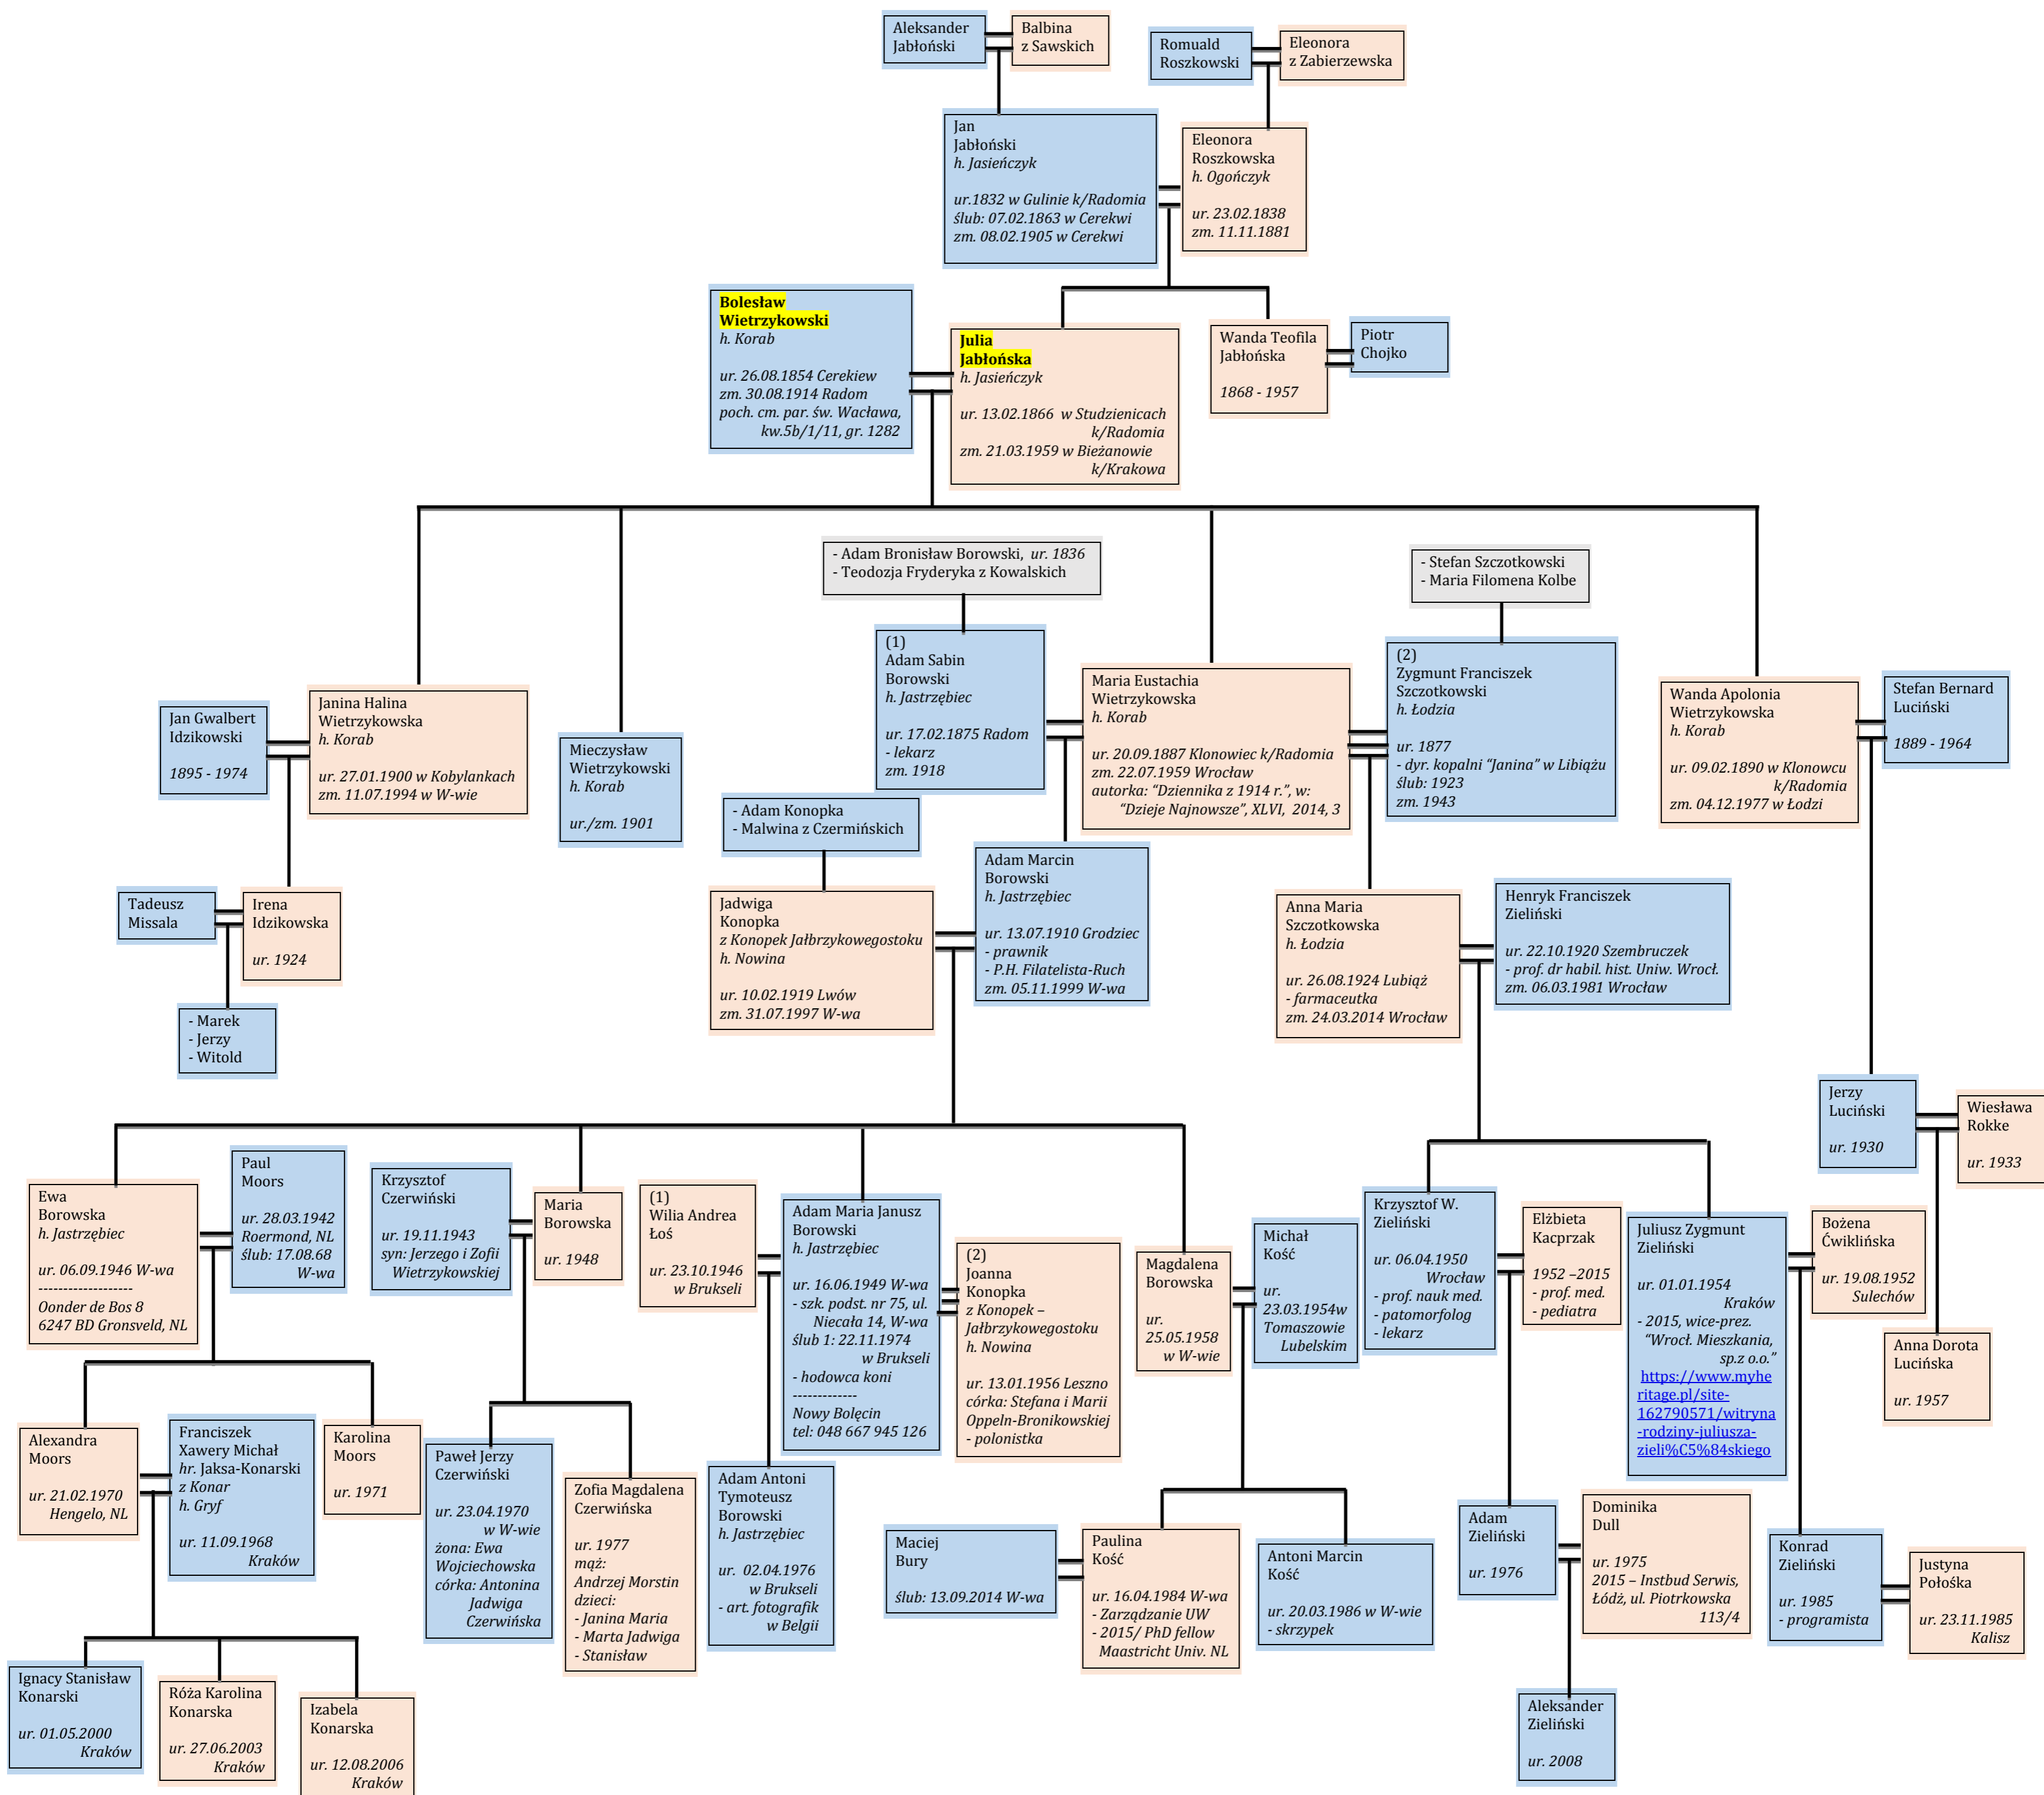 Aleksander
Jabłoński
Balbina
z Sawskich
Romuald
Roszkowski
Eleonora
z Zabierzewska
Jan
Jabłoński
h. Jasieńczyk
ur.1832 w Gulinie k/Radomia
ślub: 07.02.1863 w Cerekwi
zm. 08.02.1905 w Cerekwi
Eleonora
Roszkowska
h. Ogończyk
ur. 23.02.1838
zm. 11.11.1881
Bolesław
Wietrzykowski
h. Korab
ur. 26.08.1854 Cerekiew
zm. 30.08.1914 Radom
poch. cm. par. św. Wacława,
kw.5b/1/11, gr. 1282
Julia
Jabłońska
h. Jasieńczyk
ur. 13.02.1866 w Studzienicach
k/Radomia
zm. 21.03.1959 w Bieżanowie
k/Krakowa
Wanda Teofila
Jabłońska
1868 - 1957
Piotr
Chojko
- Adam Bronisław Borowski, ur. 1836
- Teodozja Fryderyka z Kowalskich
- Stefan Szczotkowski
- Maria Filomena Kolbe
Jan Gwalbert
Idzikowski
1895 - 1974
Janina Halina
Wietrzykowska
h. Korab
ur. 27.01.1900 w Kobylankach
zm. 11.07.1994 w W-wie
Mieczysław
Wietrzykowski
h. Korab
ur./zm. 1901
(1)
Adam Sabin
Borowski
h. Jastrzębiec
ur. 17.02.1875 Radom
- lekarz
zm. 1918
Maria Eustachia
Wietrzykowska
h. Korab
ur. 20.09.1887 Klonowiec k/Radomia
zm. 22.07.1959 Wrocław
autorka: “Dziennika z 1914 r.”, w:
“Dzieje Najnowsze”, XLVI, 2014, 3
(2)
Zygmunt Franciszek
Szczotkowski
h. Łodzia
ur. 1877
- dyr. kopalni “Janina” w Libiążu
ślub: 1923
zm. 1943
Wanda Apolonia
Wietrzykowska
h. Korab
ur. 09.02.1890 w Klonowcu
k/Radomia
zm. 04.12.1977 w Łodzi
Stefan Bernard
Luciński
1889 - 1964
- Adam Konopka
- Malwina z Czermińskich
Tadeusz
Missala
Irena
Idzikowska
ur. 1924
- Marek
- Jerzy
- Witold
Jadwiga
Konopka
z Konopek Jałbrzykowegostoku
h. Nowina
ur. 10.02.1919 Lwów
zm. 31.07.1997 W-wa
Adam Marcin
Borowski
h. Jastrzębiec
ur. 13.07.1910 Grodziec
- prawnik
- P.H. Filatelista-Ruch
zm. 05.11.1999 W-wa
Anna Maria
Szczotkowska
h. Łodzia
ur. 26.08.1924 Lubiąż
- farmaceutka
zm. 24.03.2014 Wrocław
Henryk Franciszek
Zieliński
ur. 22.10.1920 Szembruczek
- prof. dr habil. hist. Uniw. Wrocł.
zm. 06.03.1981 Wrocław
Jerzy
Luciński
ur. 1930
Wiesława
Rokke
ur. 1933
Ewa
Borowska
h. Jastrzębiec
ur. 06.09.1946 W-wa
-------------------
Oonder de Bos 8
6247 BD Gronsveld, NL
Paul
Moors
ur. 28.03.1942
Roermond, NL
ślub: 17.08.68
W-wa
Krzysztof
Czerwiński
ur. 19.11.1943
syn: Jerzego i Zofii
Wietrzykowskiej
Maria
Borowska
ur. 1948
(1)
Wilia Andrea
Łoś
ur. 23.10.1946
w Brukseli
Adam Maria Janusz
Borowski
h. Jastrzębiec
ur. 16.06.1949 W-wa
- szk. podst. nr 75, ul.
Niecała 14, W-wa
ślub 1: 22.11.1974
w Brukseli
- hodowca koni
-------------
Nowy Bolęcin
tel: 048 667 945 126
(2)
Joanna
Konopka
z Konopek –
Jałbrzykowegostoku
h. Nowina
ur. 13.01.1956 Leszno
córka: Stefana i Marii
Oppeln-Bronikowskiej
- polonistka
Magdalena
Borowska
ur.
25.05.1958
w W-wie
Michał
Kość
ur.
23.03.1954w
Tomaszowie
Lubelskim
Krzysztof W.
Zieliński
ur. 06.04.1950
Wrocław
- prof. nauk med.
- patomorfolog
- lekarz
Elżbieta
Kacprzak
1952 –2015
- prof. med.
- pediatra
Juliusz Zygmunt
Zieliński
ur. 01.01.1954
Kraków
- 2015, wice-prez.
“Wrocł. Mieszkania,
sp.z o.o.”
https://www.myhe
ritage.pl/site-
162790571/witryna
-rodziny-juliusza-
zieli%C5%84skiego
Bożena
Ćwiklińska
ur. 19.08.1952
Sulechów
Anna Dorota
Lucińska
ur. 1957
Alexandra
Moors
ur. 21.02.1970
Hengelo, NL
Franciszek
Xawery Michał
hr. Jaksa-Konarski
z Konar
h. Gryf
ur. 11.09.1968
Kraków
Karolina
Moors
ur. 1971
Paweł Jerzy
Czerwiński
ur. 23.04.1970
w W-wie
żona: Ewa
Wojciechowska
córka: Antonina
Jadwiga
Czerwińska
Zofia Magdalena
Czerwińska
ur. 1977
mąż:
Andrzej Morstin
dzieci:
- Janina Maria
- Marta Jadwiga
- Stanisław
Adam Antoni
Tymoteusz
Borowski
h. Jastrzębiec
ur. 02.04.1976
w Brukseli
- art. fotografik
w Belgii
Maciej
Bury
ślub: 13.09.2014 W-wa
Paulina
Kość
ur. 16.04.1984 W-wa
- Zarządzanie UW
- 2015/ PhD fellow
Maastricht Univ. NL
Antoni Marcin
Kość
ur. 20.03.1986 w W-wie
- skrzypek
Adam
Zieliński
ur. 1976
Dominika
Dull
ur. 1975
2015 – Instbud Serwis,
Łódź, ul. Piotrkowska
113/4
Konrad
Zieliński
ur. 1985
- programista
Justyna
Połośka
ur. 23.11.1985
Kalisz
Ignacy Stanisław
Konarski
ur. 01.05.2000
Kraków
Róża Karolina
Konarska
ur. 27.06.2003
Kraków
Izabela
Konarska
ur. 12.08.2006
Kraków
Aleksander
Zieliński
ur. 2008